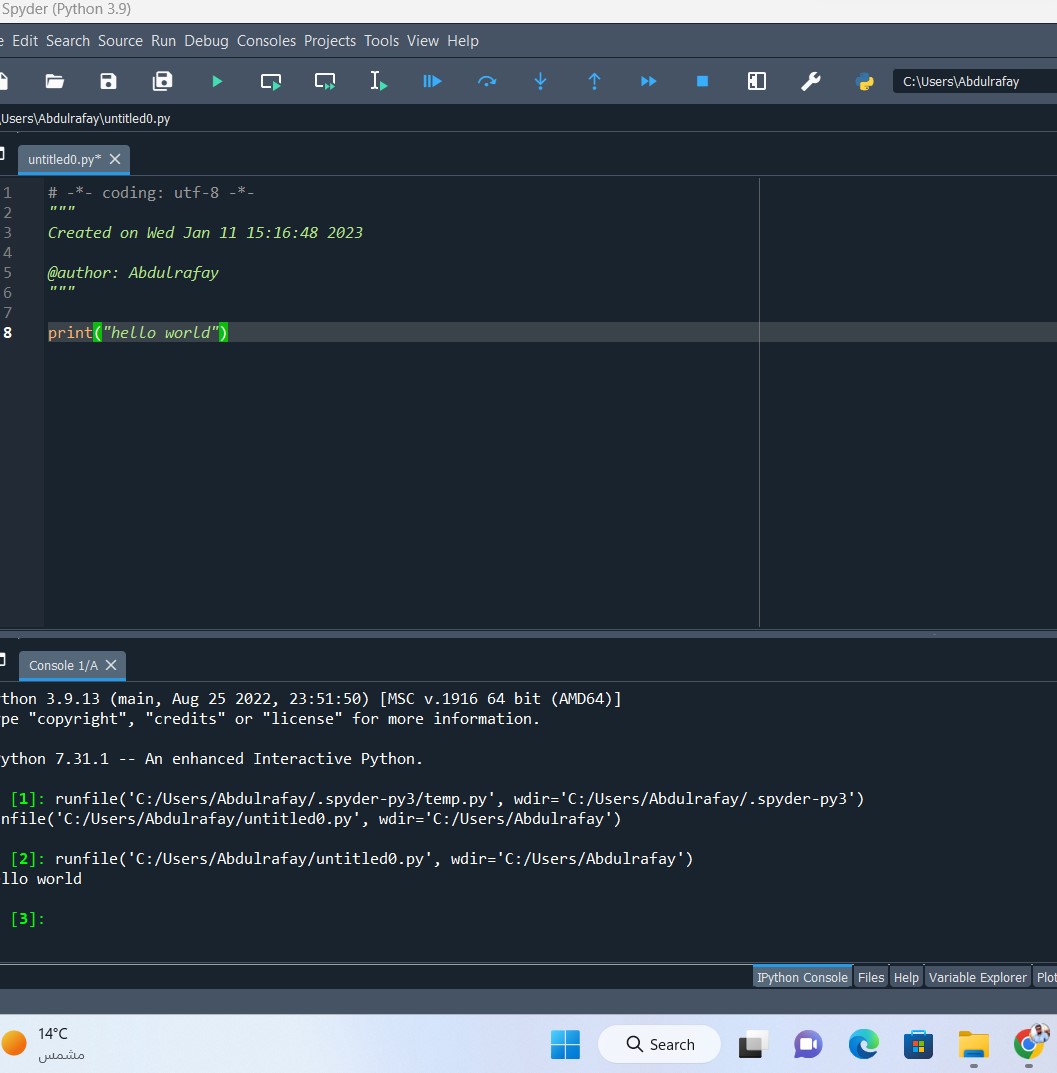 Spyder (Python 3.9)
e Edit Search Source Run Debug Consoles Projects Tools View Help
C:\Users\Abdulrafay
\Users\Abdulrafay\untitled0.py
untitled0.py*
1 # -*- coding: utf-8 -*-
2 """
3 Created on Wed Jan 11 15:16:48 2023
4
5 @author: Abdulrafay
6 """
7
8 print("hello world")
Console 1/A
thon 3.9.13 (main, Aug 25 2022, 23:51:50) [MSC v.1916 64 bit (AMD64)]
pe "copyright", "credits" or "license" for more information.
ython 7.31.1 -- An enhanced Interactive Python.
[1]: runfile('C:/Users/Abdulrafay/.spyder-py3/temp.py', wdir='C:/Users/Abdulrafay/.spyder-py3')
nfile('C:/Users/Abdulrafay/untitled0.py', wdir='C:/Users/Abdulrafay')
[2]: runfile('C:/Users/Abdulrafay/untitled0.py', wdir='C:/Users/Abdulrafay')
llo world
[3]:
IPython Console Files Help Variable Explorer Plot
14°C
مشمس
Search